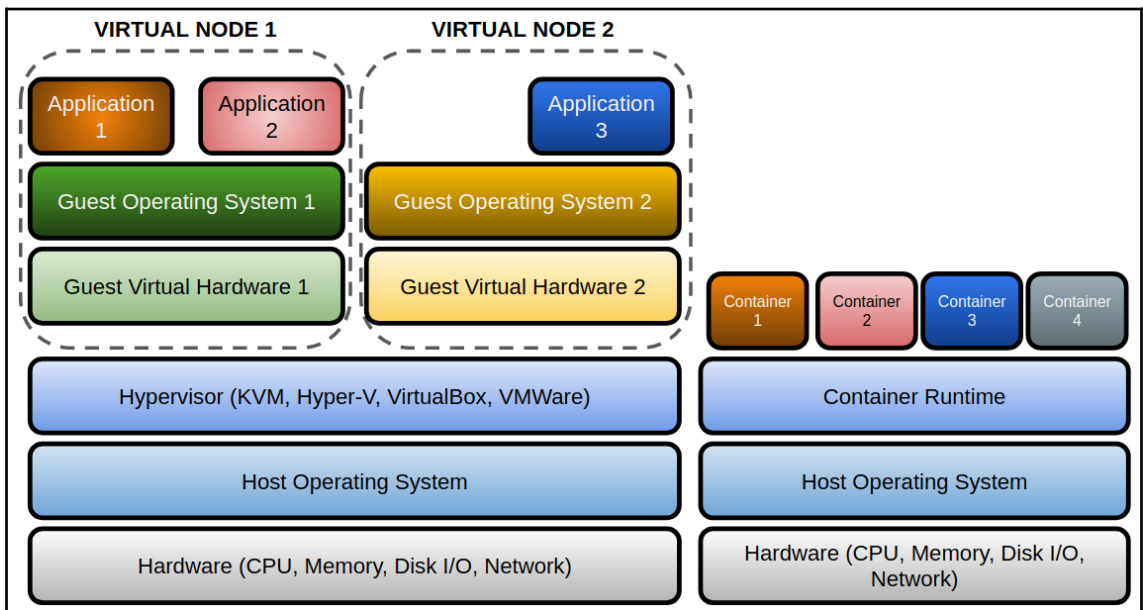 VIRTUAL NODE 1
VIRTUAL NODE 2
Application
1
Application
2
Application
3
Guest Operating System 1
Guest Operating System 2
Guest Virtual Hardware 1
Guest Virtual Hardware 2
Container
1
Container
2
Container
3
Container
4
Hypervisor (KVM, Hyper-V, VirtualBox, VMWare)
Container Runtime
Host Operating System
Host Operating System
Hardware (CPU, Memory, Disk I/O, Network)
Hardware (CPU, Memory, Disk I/O,
Network)